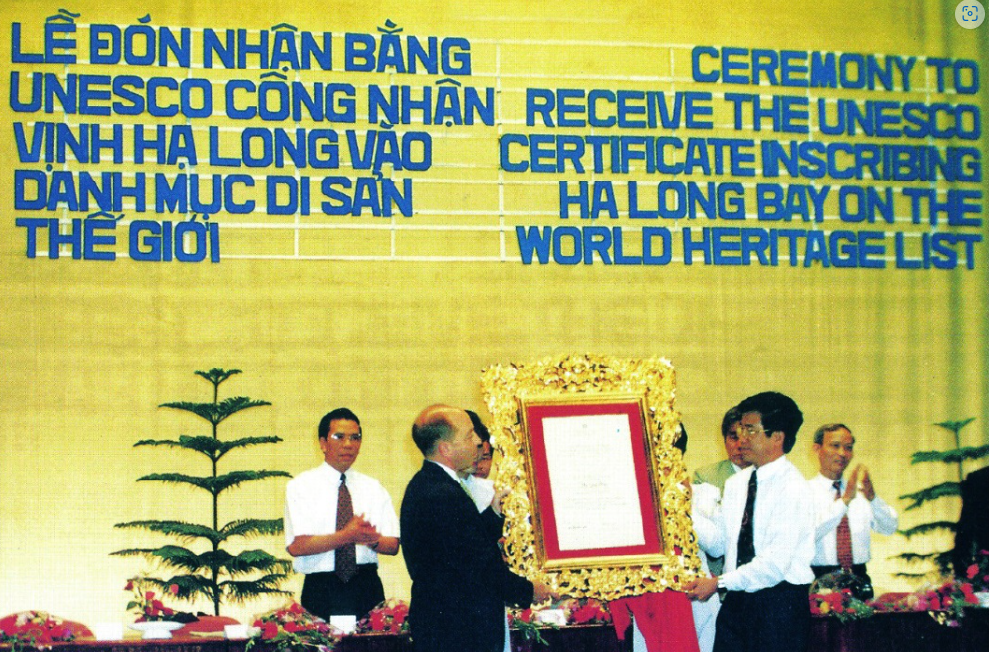 LỄ ĐÓN NHẬN BẰNG
UNESCO CÔNG NHẬN
VỊNH HẠ LONG VÀO
DANH MỤC DI SẢN
THẾ GIỚI
CEREMONY TO
RECEIVE THE UNESCO
CERTIFICATE INSCRIBING
HA LONG BAY ON THE
WORLD HERITAGE LIST